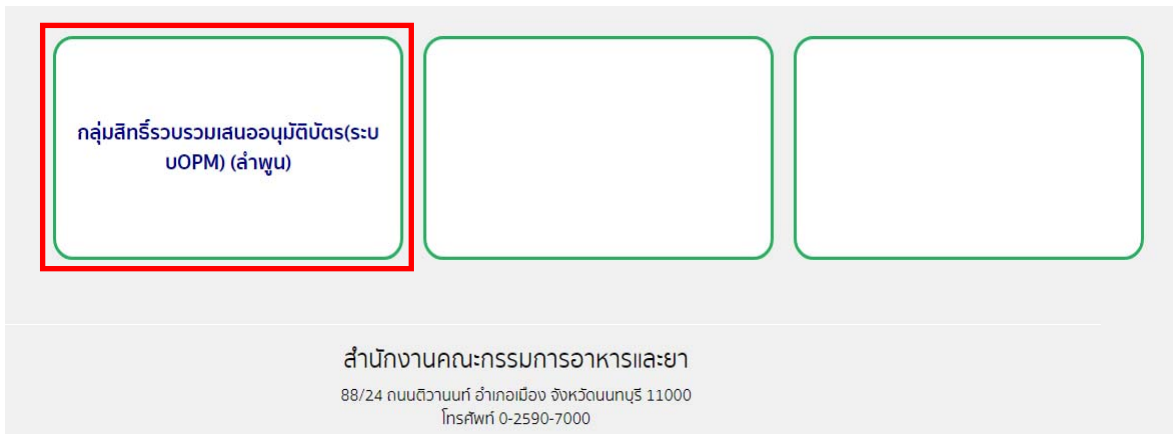 กลุ่มสิทธิ์รวบรวมเสนออนุมัติบัตร(ระบ
บOPM) (ลำพูน)
สำนักงานคณะกรรมการอาหารและยา
88/24 ถนนติวานนท์ อำเภอเมือง จังหวัดนนทบุรี 11000
โทรศัพท์ 0-2590-7000